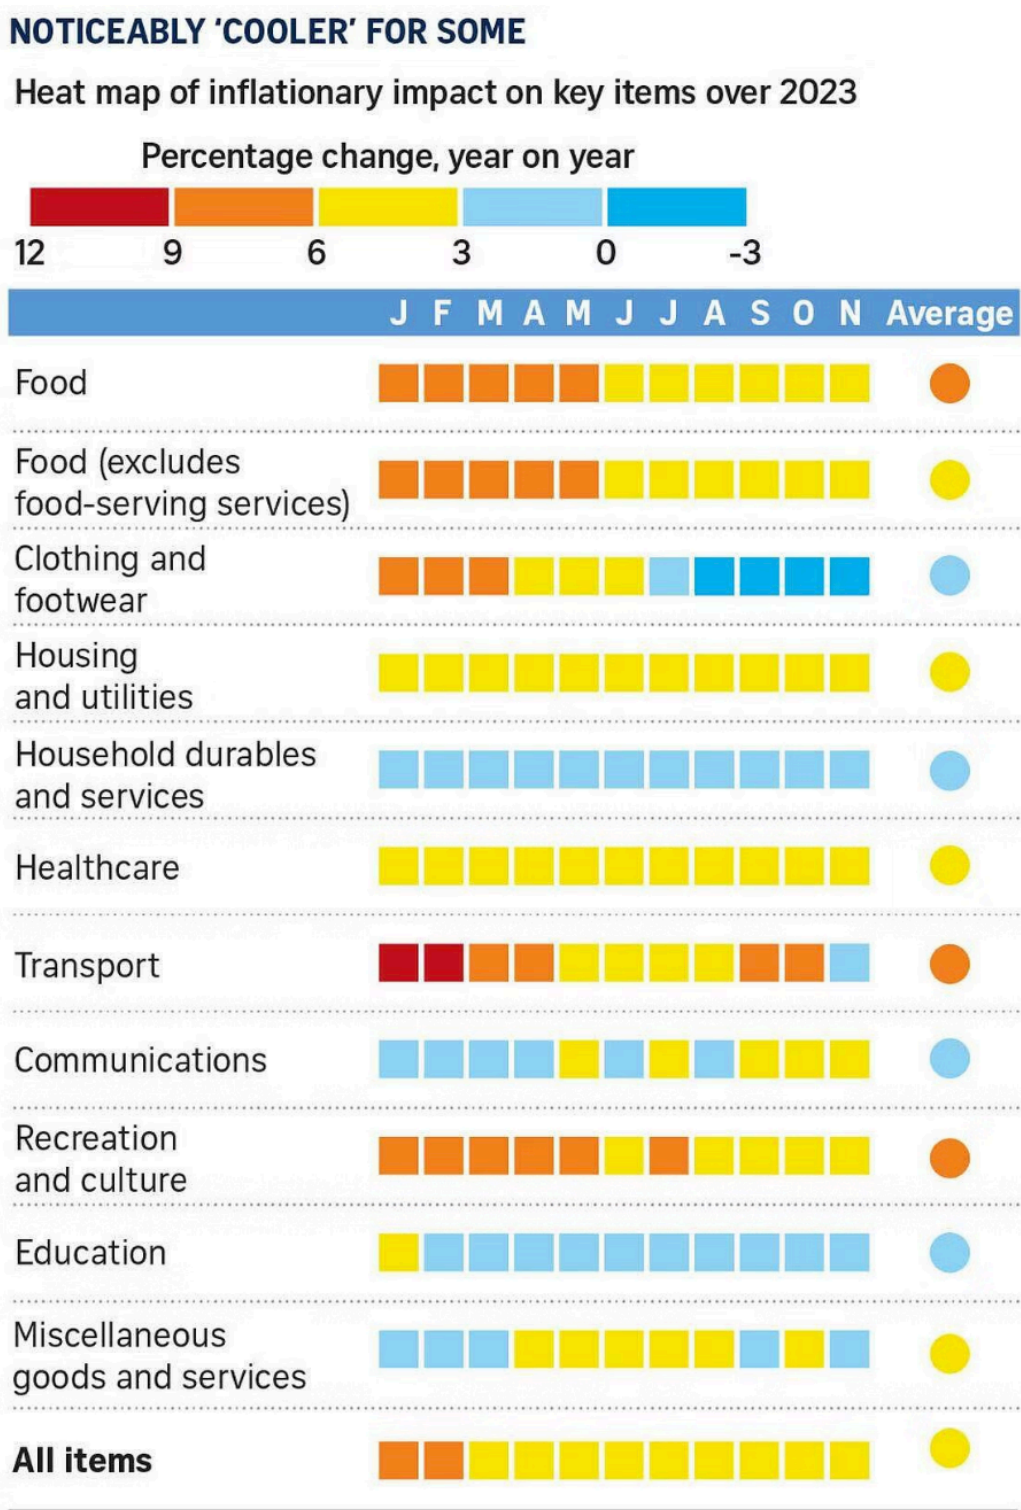 NOTICEABLY ‘COOLER’ FOR SOME
Heat map of inflationary impact on key items over 2023
Percentage change, year on year
12 9 6 3 0 -3
J F M A M J J A S O N Average
Food
Food (excludes
food-serving services)
Clothing and
footwear
Housing
and utilities
Household durables
and services
Healthcare
Transport
Communications
Recreation
and culture
Education
Miscellaneous
goods and services
All items